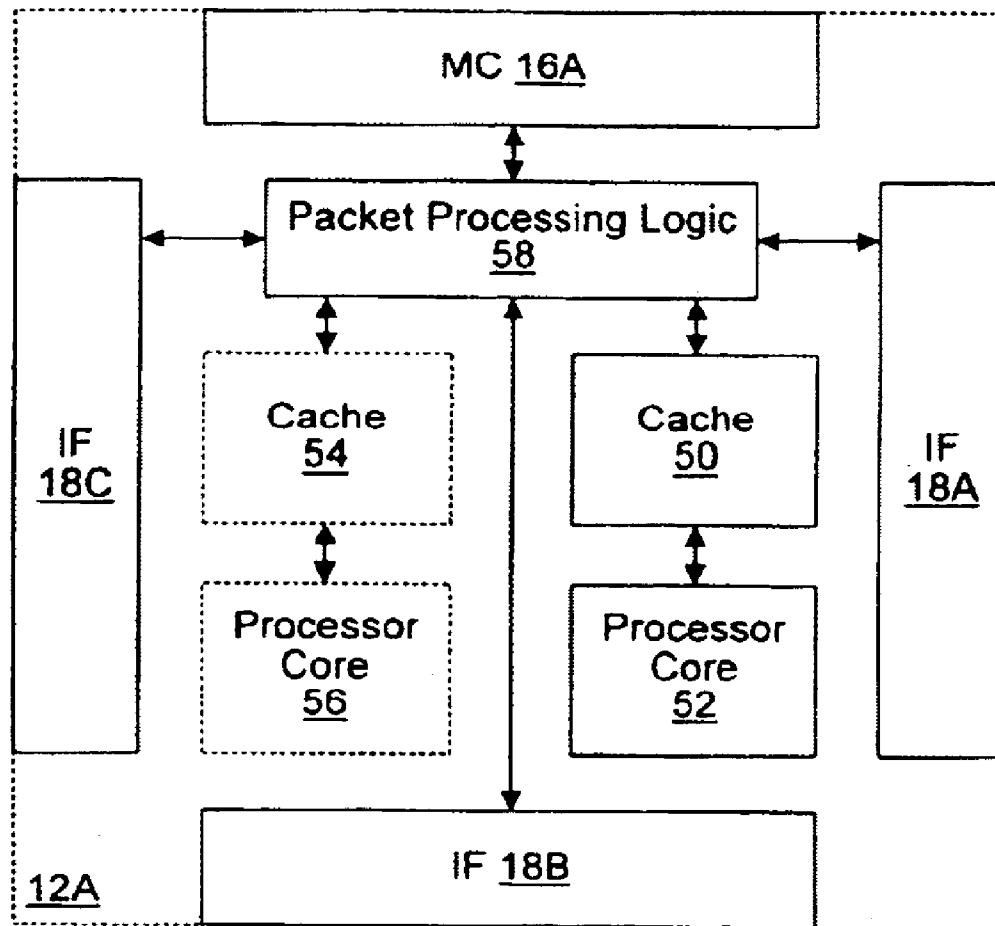 MC 16A
Packet Processing Logic
58
IF
18C
Cache
54
Cache
50
IF
18A
Processor
Core
56
Processor
Core
52
IF 18B
12A